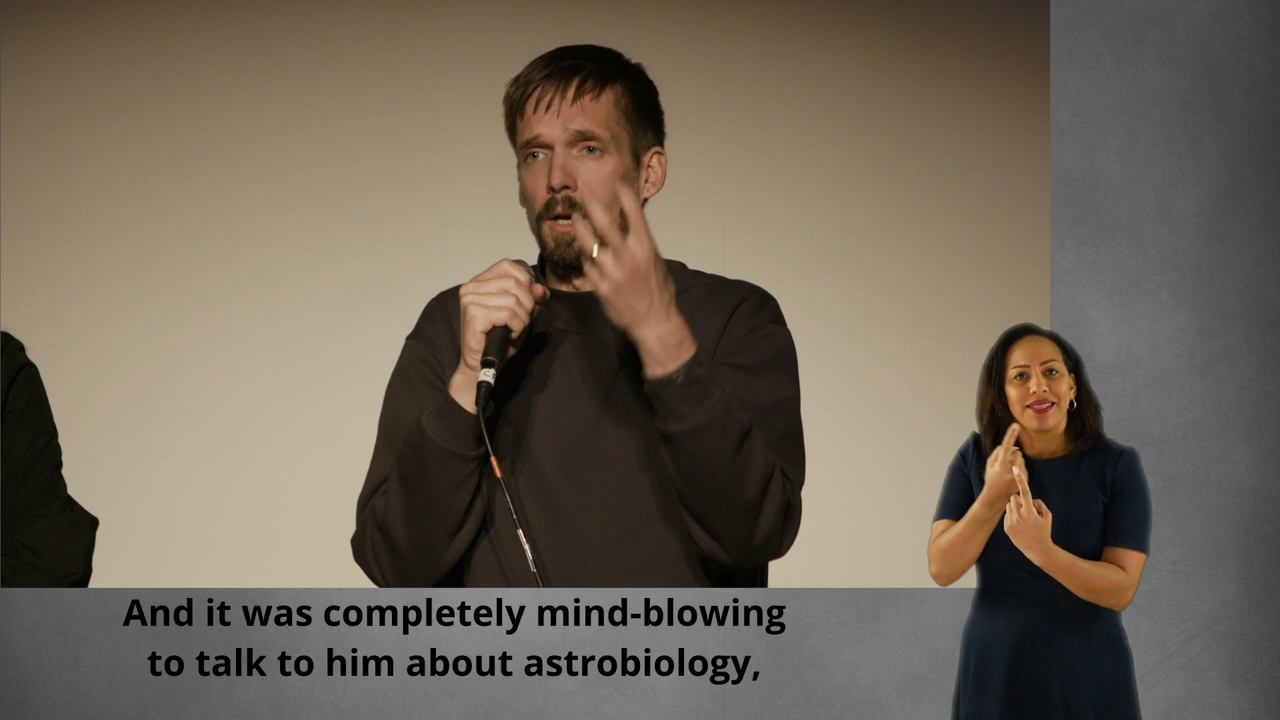 And it was completely mind-blowing
to talk to him about astrobiology,